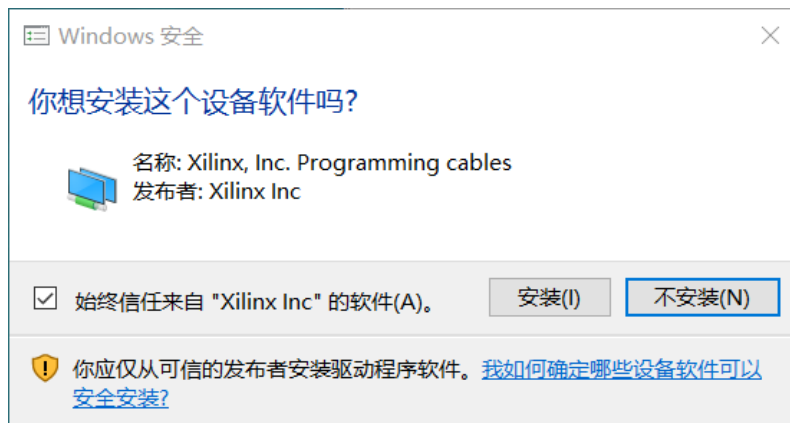 Windows 安全
你想安装这个设备软件吗?
名称: Xilinx, Inc. Programming cables
发布者: Xilinx Inc
始终信任来自 "Xilinx Inc" 的软件(A)。
安装(I)
不安装(N)
你应仅从可信的发布者安装驱动程序软件。我如何确定哪些设备软件可以
安全安装?